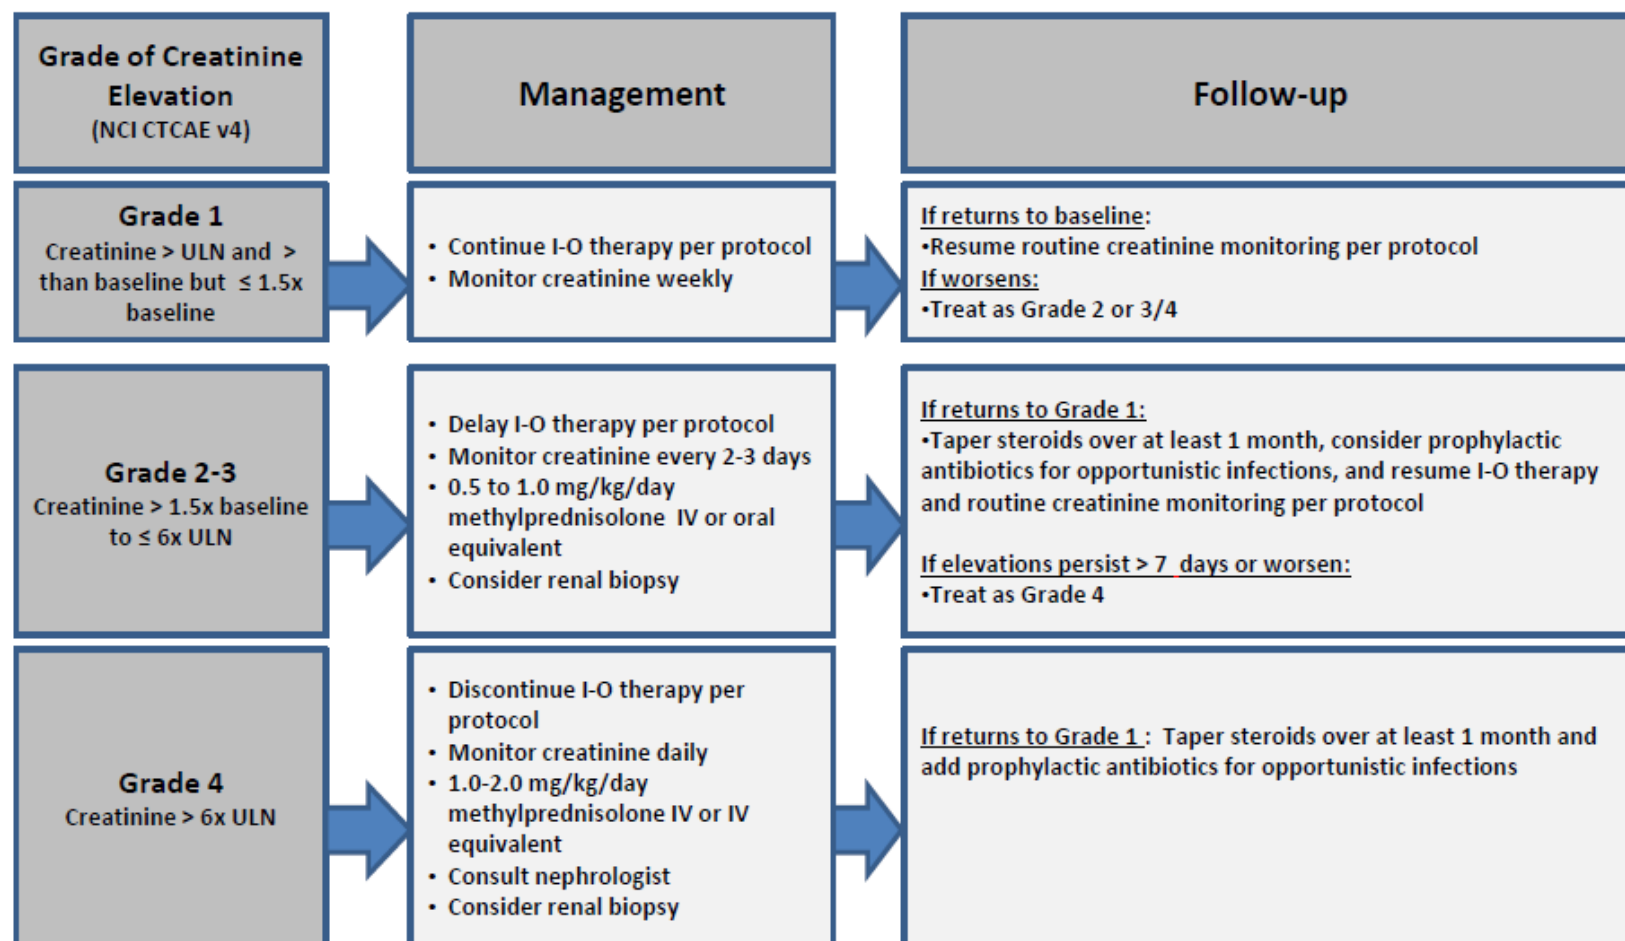 Grade of Creatinine
Elevation
(NCI CTCAE v4)
Management
Follow-up
Grade 1
Creatinine > ULN and >
than baseline but ≤ 1.5x
baseline
• Continue I-O therapy per protocol
• Monitor creatinine weekly
If returns to baseline:
•Resume routine creatinine monitoring per protocol
If worsens:
•Treat as Grade 2 or 3/4
Grade 2-3
Creatinine > 1.5x baseline
to ≤ 6x ULN
• Delay I-O therapy per protocol
• Monitor creatinine every 2-3 days
• 0.5 to 1.0 mg/kg/day
methylprednisolone IV or oral
equivalent
• Consider renal biopsy
If returns to Grade 1:
•Taper steroids over at least 1 month, consider prophylactic
antibiotics for opportunistic infections, and resume I-O therapy
and routine creatinine monitoring per protocol
If elevations persist > 7 days or worsen:
•Treat as Grade 4
Grade 4
Creatinine > 6x ULN
• Discontinue I-O therapy per
protocol
• Monitor creatinine daily
• 1.0-2.0 mg/kg/day
methylprednisolone IV or IV
equivalent
• Consult nephrologist
• Consider renal biopsy
If returns to Grade 1 : Taper steroids over at least 1 month and
add prophylactic antibiotics for opportunistic infections